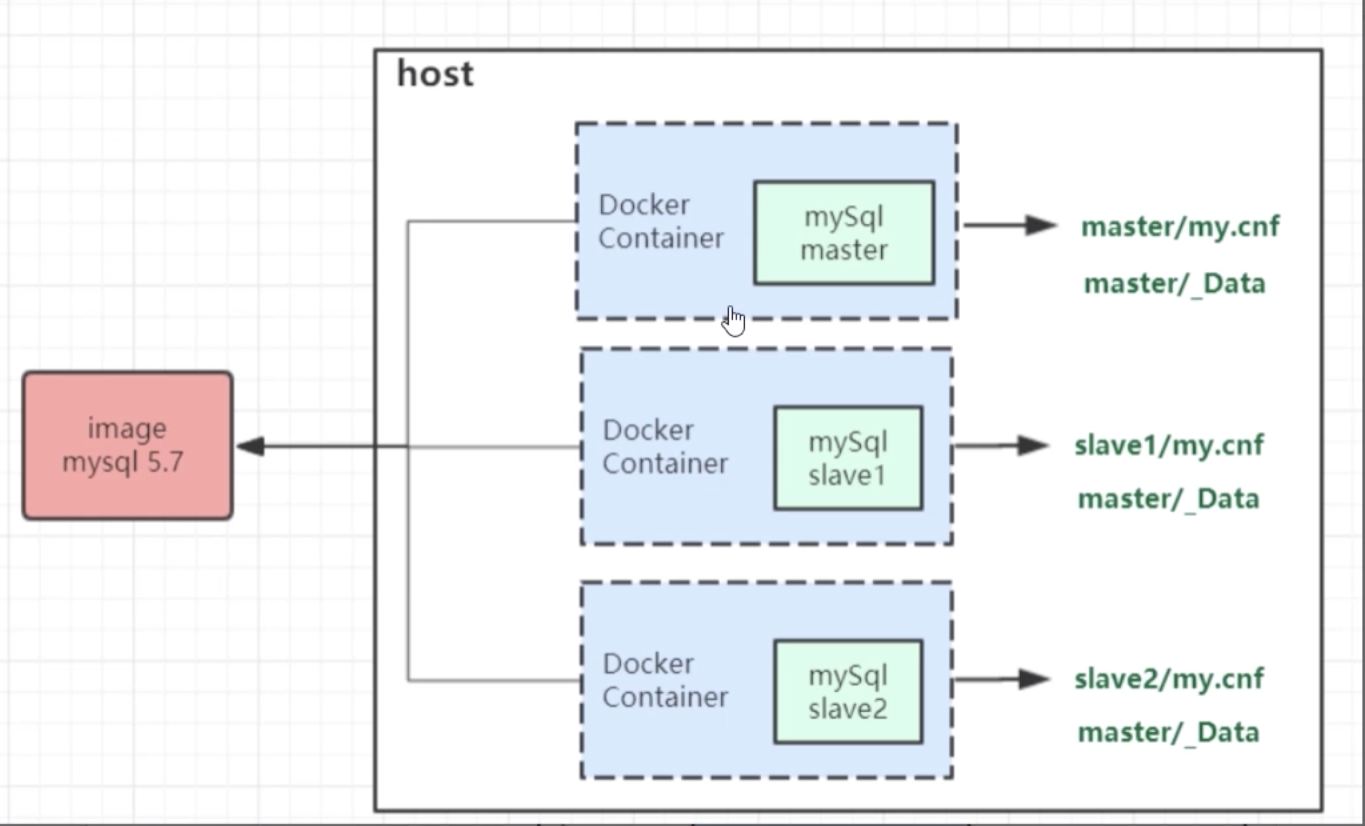 host
Docker
Container
mySql
master
master/my.cnf
master/_Data
image
mysql 5.7
Docker
Container
mySql
slave1
slave1/my.cnf
master/_Data
Docker
Container
mySql
slave2
slave2/my.cnf
master/_Data